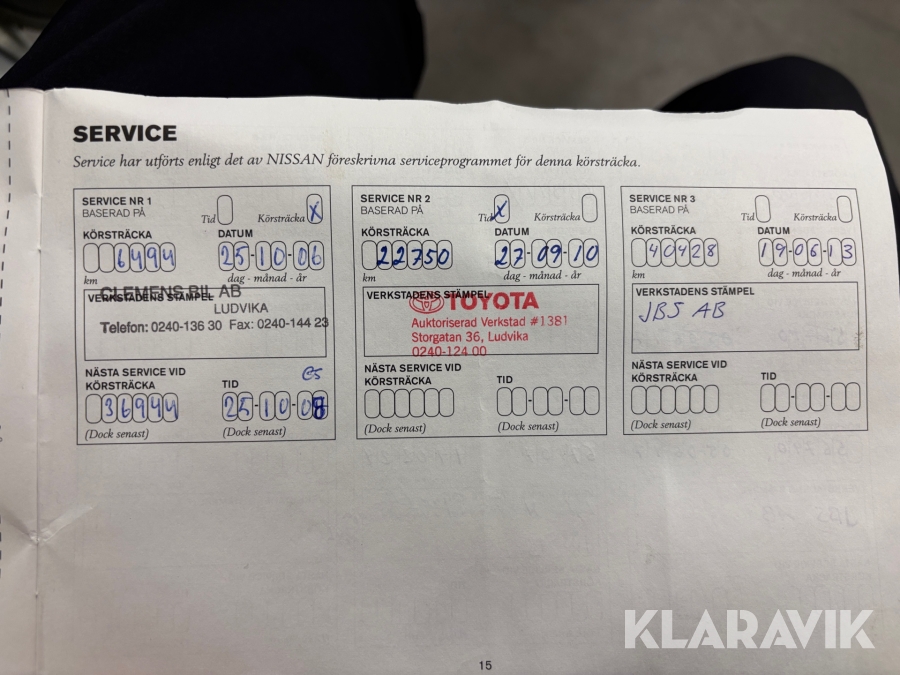 SERVICE
Service har utförts enligt det av NISSAN föreskrivna serviceprogrammet för denna körsträcka.
SERVICE NR 1
BASERAD PÅ
Tid
Körsträcka X
KÖRSTRÄCKA
DATUM
6494
25-10-06
km
dag - månad - år
VERKSTADENS STÄMPEL
CLEMENS BIL AB
LUDVIKA
Telefon: 0240-136 30 Fax: 0240-144 23
NÄSTA SERVICE VID
KÖRSTRÄCKA
TID
36944
25-10-08
(Dock senast)
(Dock senast)
SERVICE NR 2
BASERAD PÅ
Tid X
Körsträcka
KÖRSTRÄCKA
DATUM
22750
27-09-10
km
dag - månad - år
VERKSTADENS STÄMPEL
TOYOTA
Auktoriserad Verkstad #1381
Storgatan 36, Ludvika
0240-124 00
NÄSTA SERVICE VID
KÖRSTRÄCKA
TID
(Dock senast)
(Dock senast)
SERVICE NR 3
BASERAD PÅ
Tid
Körsträcka
KÖRSTRÄCKA
DATUM
40428
19-06-13
km
dag - månad - år
VERKSTADENS STÄMPEL
JBS AB
NÄSTA SERVICE VID
KÖRSTRÄCKA
TID
(Dock senast)
(Dock senast)
KLARAVIK
15